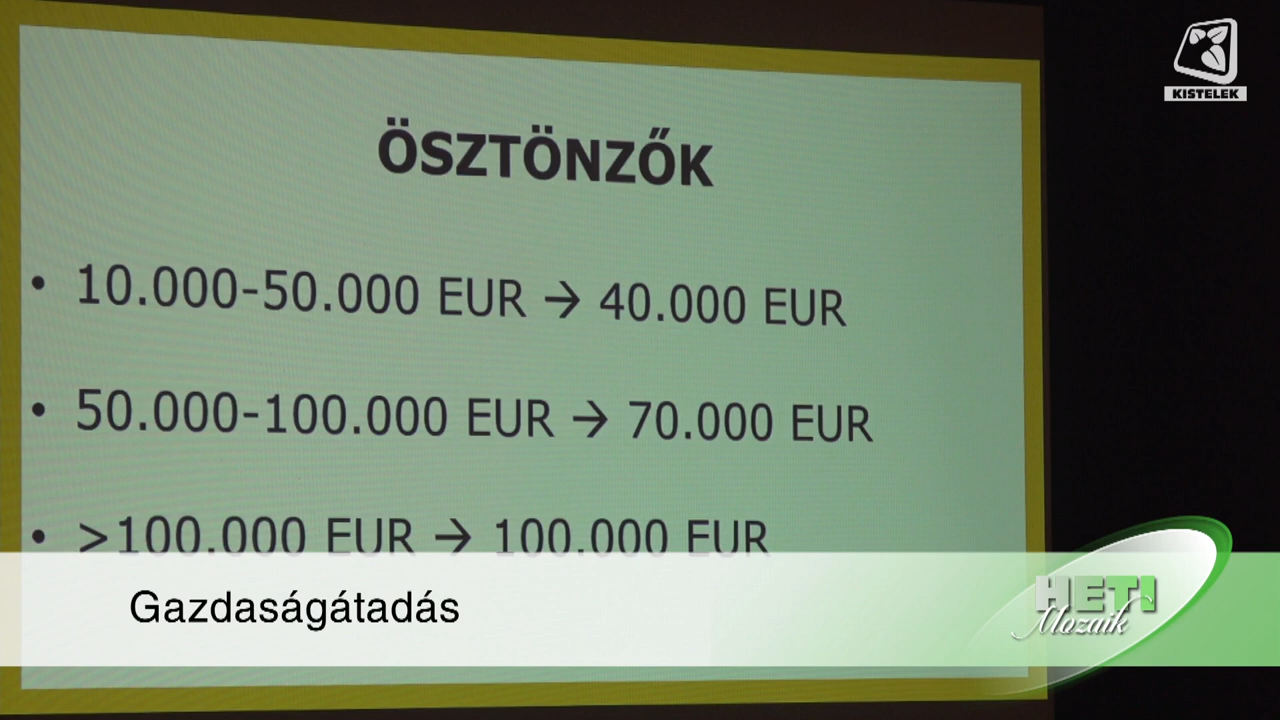 KISTELEK
ÖSZTÖNZŐK
• 10.000-50.000 EUR → 40.000 EUR
• 50.000-100.000 EUR → 70.000 EUR
• >100.000 EUR → 100.000 EUR
Gazdaságátadás
HETI
Mozaik